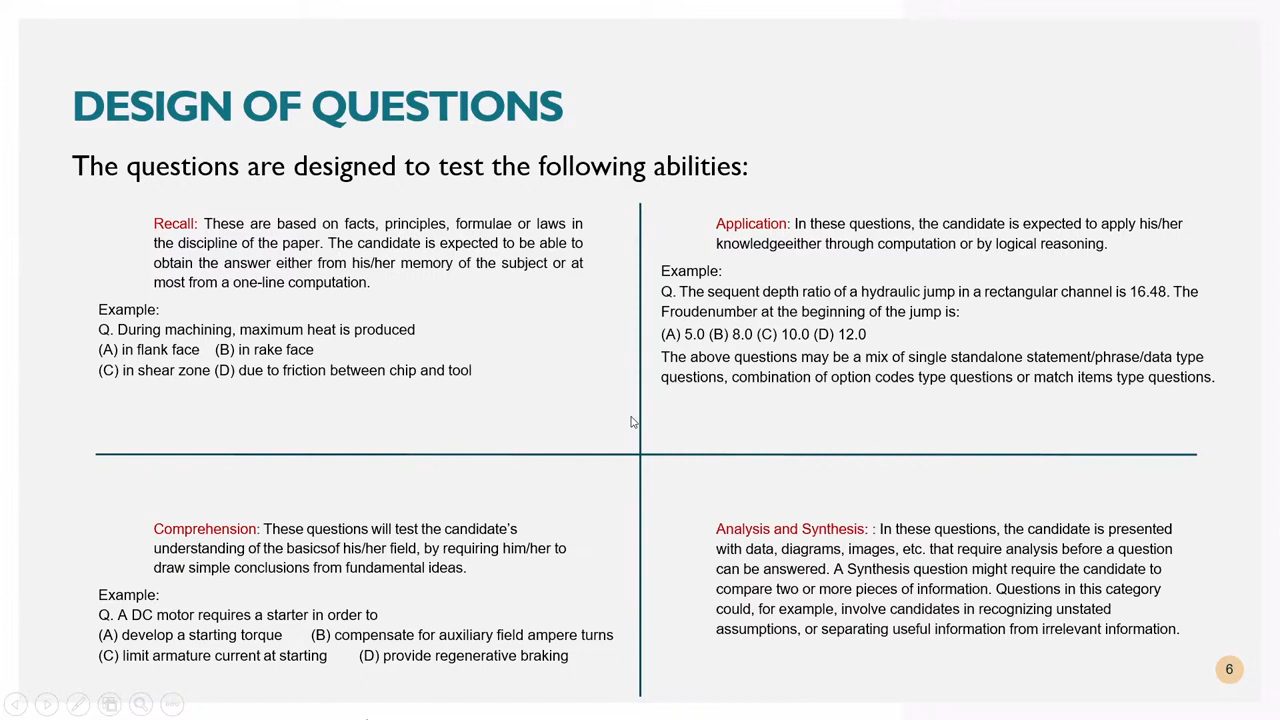 DESIGN OF QUESTIONS
The questions are designed to test the following abilities:
Recall: These are based on facts, principles, formulae or laws in
the discipline of the paper. The candidate is expected to be able to
obtain the answer either from his/her memory of the subject or at
most from a one-line computation.
Example:
Q. During machining, maximum heat is produced
(A) in flank face (B) in rake face
(C) in shear zone (D) due to friction between chip and tool
Application: In these questions, the candidate is expected to apply his/her
knowledgeeither through computation or by logical reasoning.
Example:
Q. The sequent depth ratio of a hydraulic jump in a rectangular channel is 16.48. The
Froudenumber at the beginning of the jump is:
(A) 5.0 (B) 8.0 (C) 10.0 (D) 12.0
The above questions may be a mix of single standalone statement/phrase/data type
questions, combination of option codes type questions or match items type questions.
Comprehension: These questions will test the candidate's
understanding of the basicsof his/her field, by requiring him/her to
draw simple conclusions from fundamental ideas.
Example:
Q. A DC motor requires a starter in order to
(A) develop a starting torque (B) compensate for auxiliary field ampere turns
(C) limit armature current at starting (D) provide regenerative braking
Analysis and Synthesis: : In these questions, the candidate is presented
with data, diagrams, images, etc. that require analysis before a question
can be answered. A Synthesis question might require the candidate to
compare two or more pieces of information. Questions in this category
could, for example, involve candidates in recognizing unstated
assumptions, or separating useful information from irrelevant information.
6